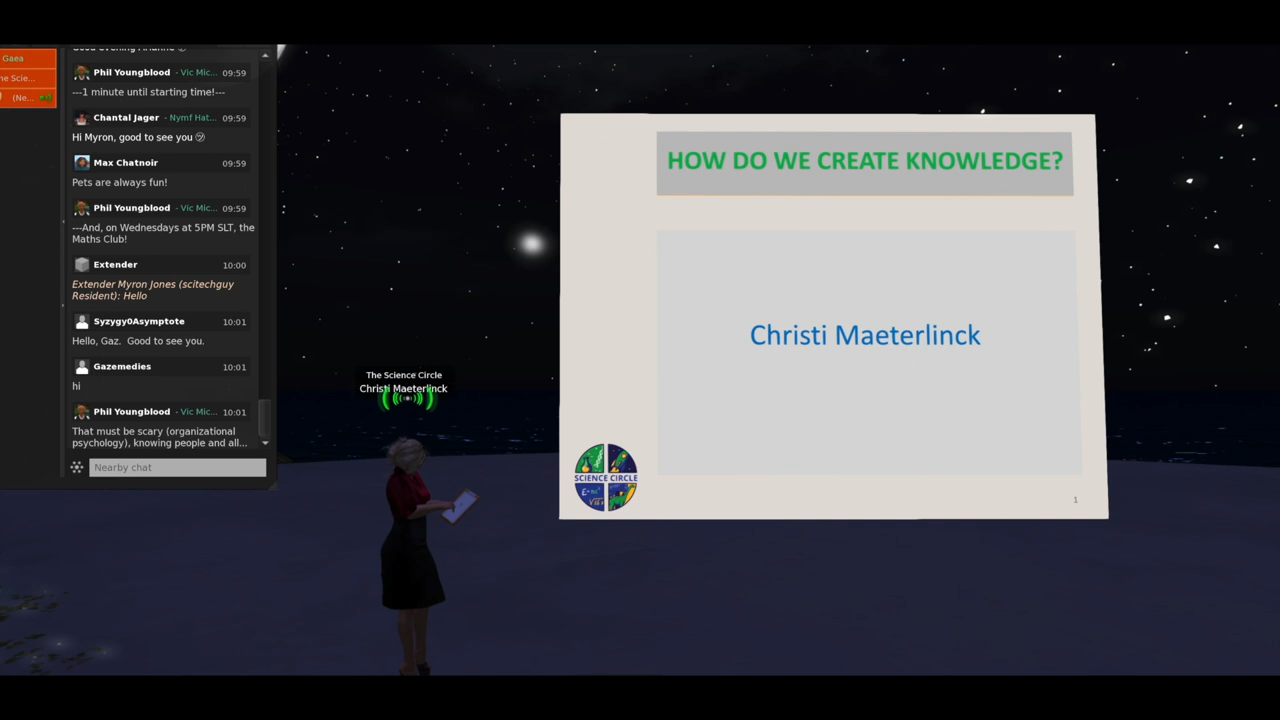 Gaea
he Scie...
(Ne...
Good Evening
Phil Youngblood - Vic Mic... 09:59
---1 minute until starting time!---
Chantal Jager - Nymf Hat... 09:59
Hi Myron, good to see you
Max Chatnoir 09:59
Pets are always fun!
Phil Youngblood - Vic Mic... 09:59
---And, on Wednesdays at 5PM SLT, the
Maths Club!
Extender 10:00
Extender Myron Jones (scitechguy
Resident): Hello
Syzygy0Asymptote 10:01
Hello, Gaz. Good to see you.
Gazemedies 10:01
hi
Phil Youngblood - Vic Mic... 10:01
That must be scary (organizational
psychology), knowing people and all...
Nearby chat
The Science Circle
Christi Maeterlinck
HOW DO WE CREATE KNOWLEDGE?
Christi Maeterlinck
SCIENCE CIRCLE
1